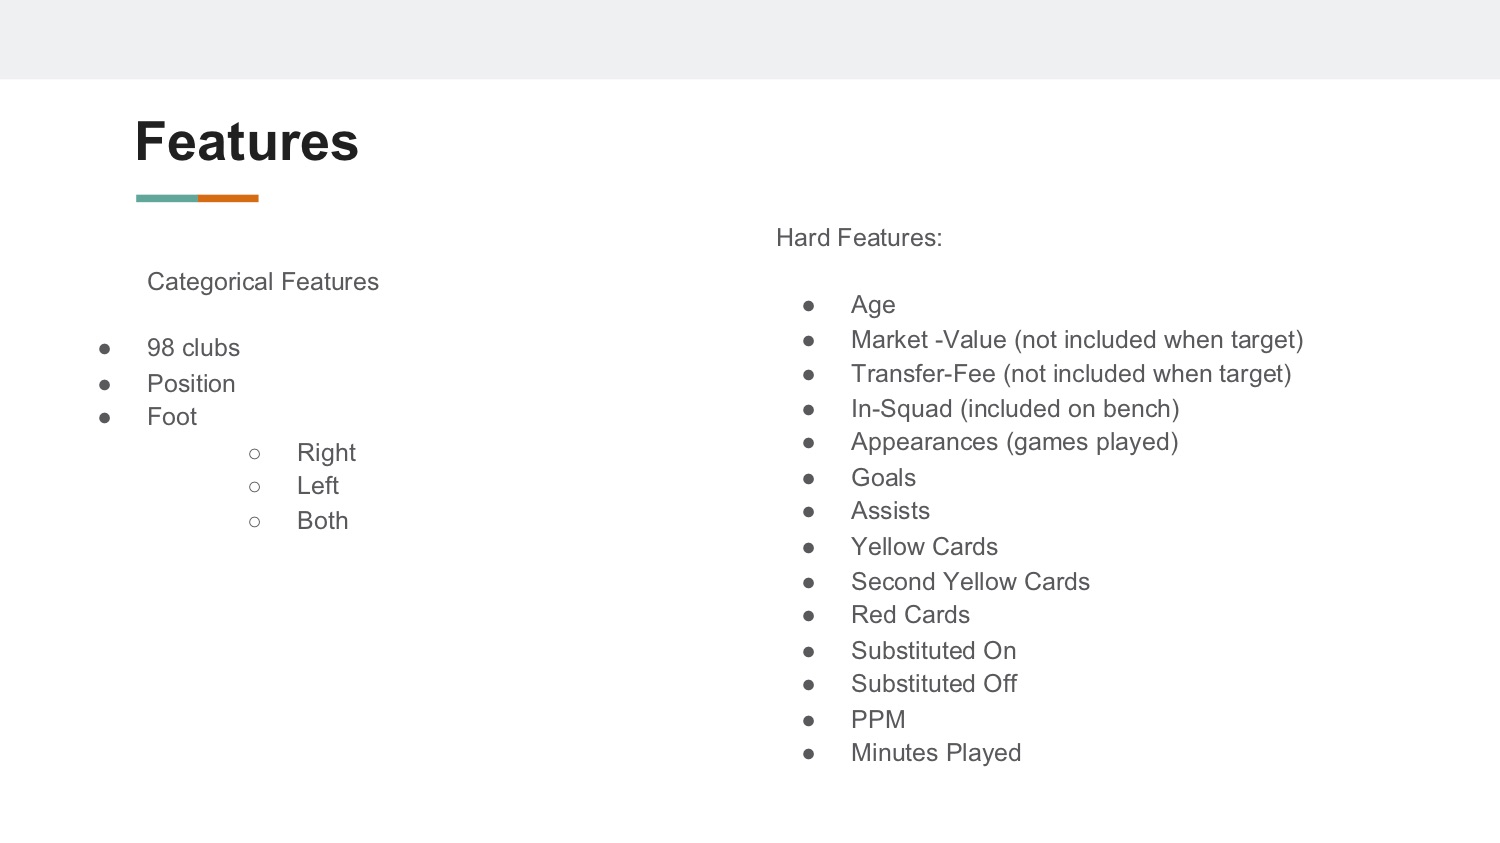 Features
Categorical Features
● 98 clubs
● Position
● Foot
○ Right
○ Left
○ Both
Hard Features:
● Age
● Market -Value (not included when target)
● Transfer-Fee (not included when target)
● In-Squad (included on bench)
● Appearances (games played)
● Goals
● Assists
● Yellow Cards
● Second Yellow Cards
● Red Cards
● Substituted On
● Substituted Off
● PPM
● Minutes Played